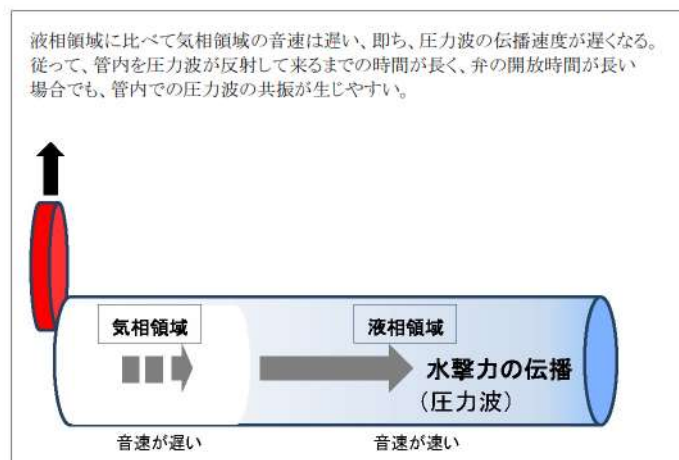 液相領域に比べて気相領域の音速は遅い、即ち、圧力波の伝播速度が遅くなる。
従って、管内を圧力波が反射して来るまでの時間が長く、弁の開放時間が長い
場合でも、管内での圧力波の共振が生じやすい。
気相領域
液相領域
水撃力の伝播
（圧力波）
音速が遅い
音速が速い